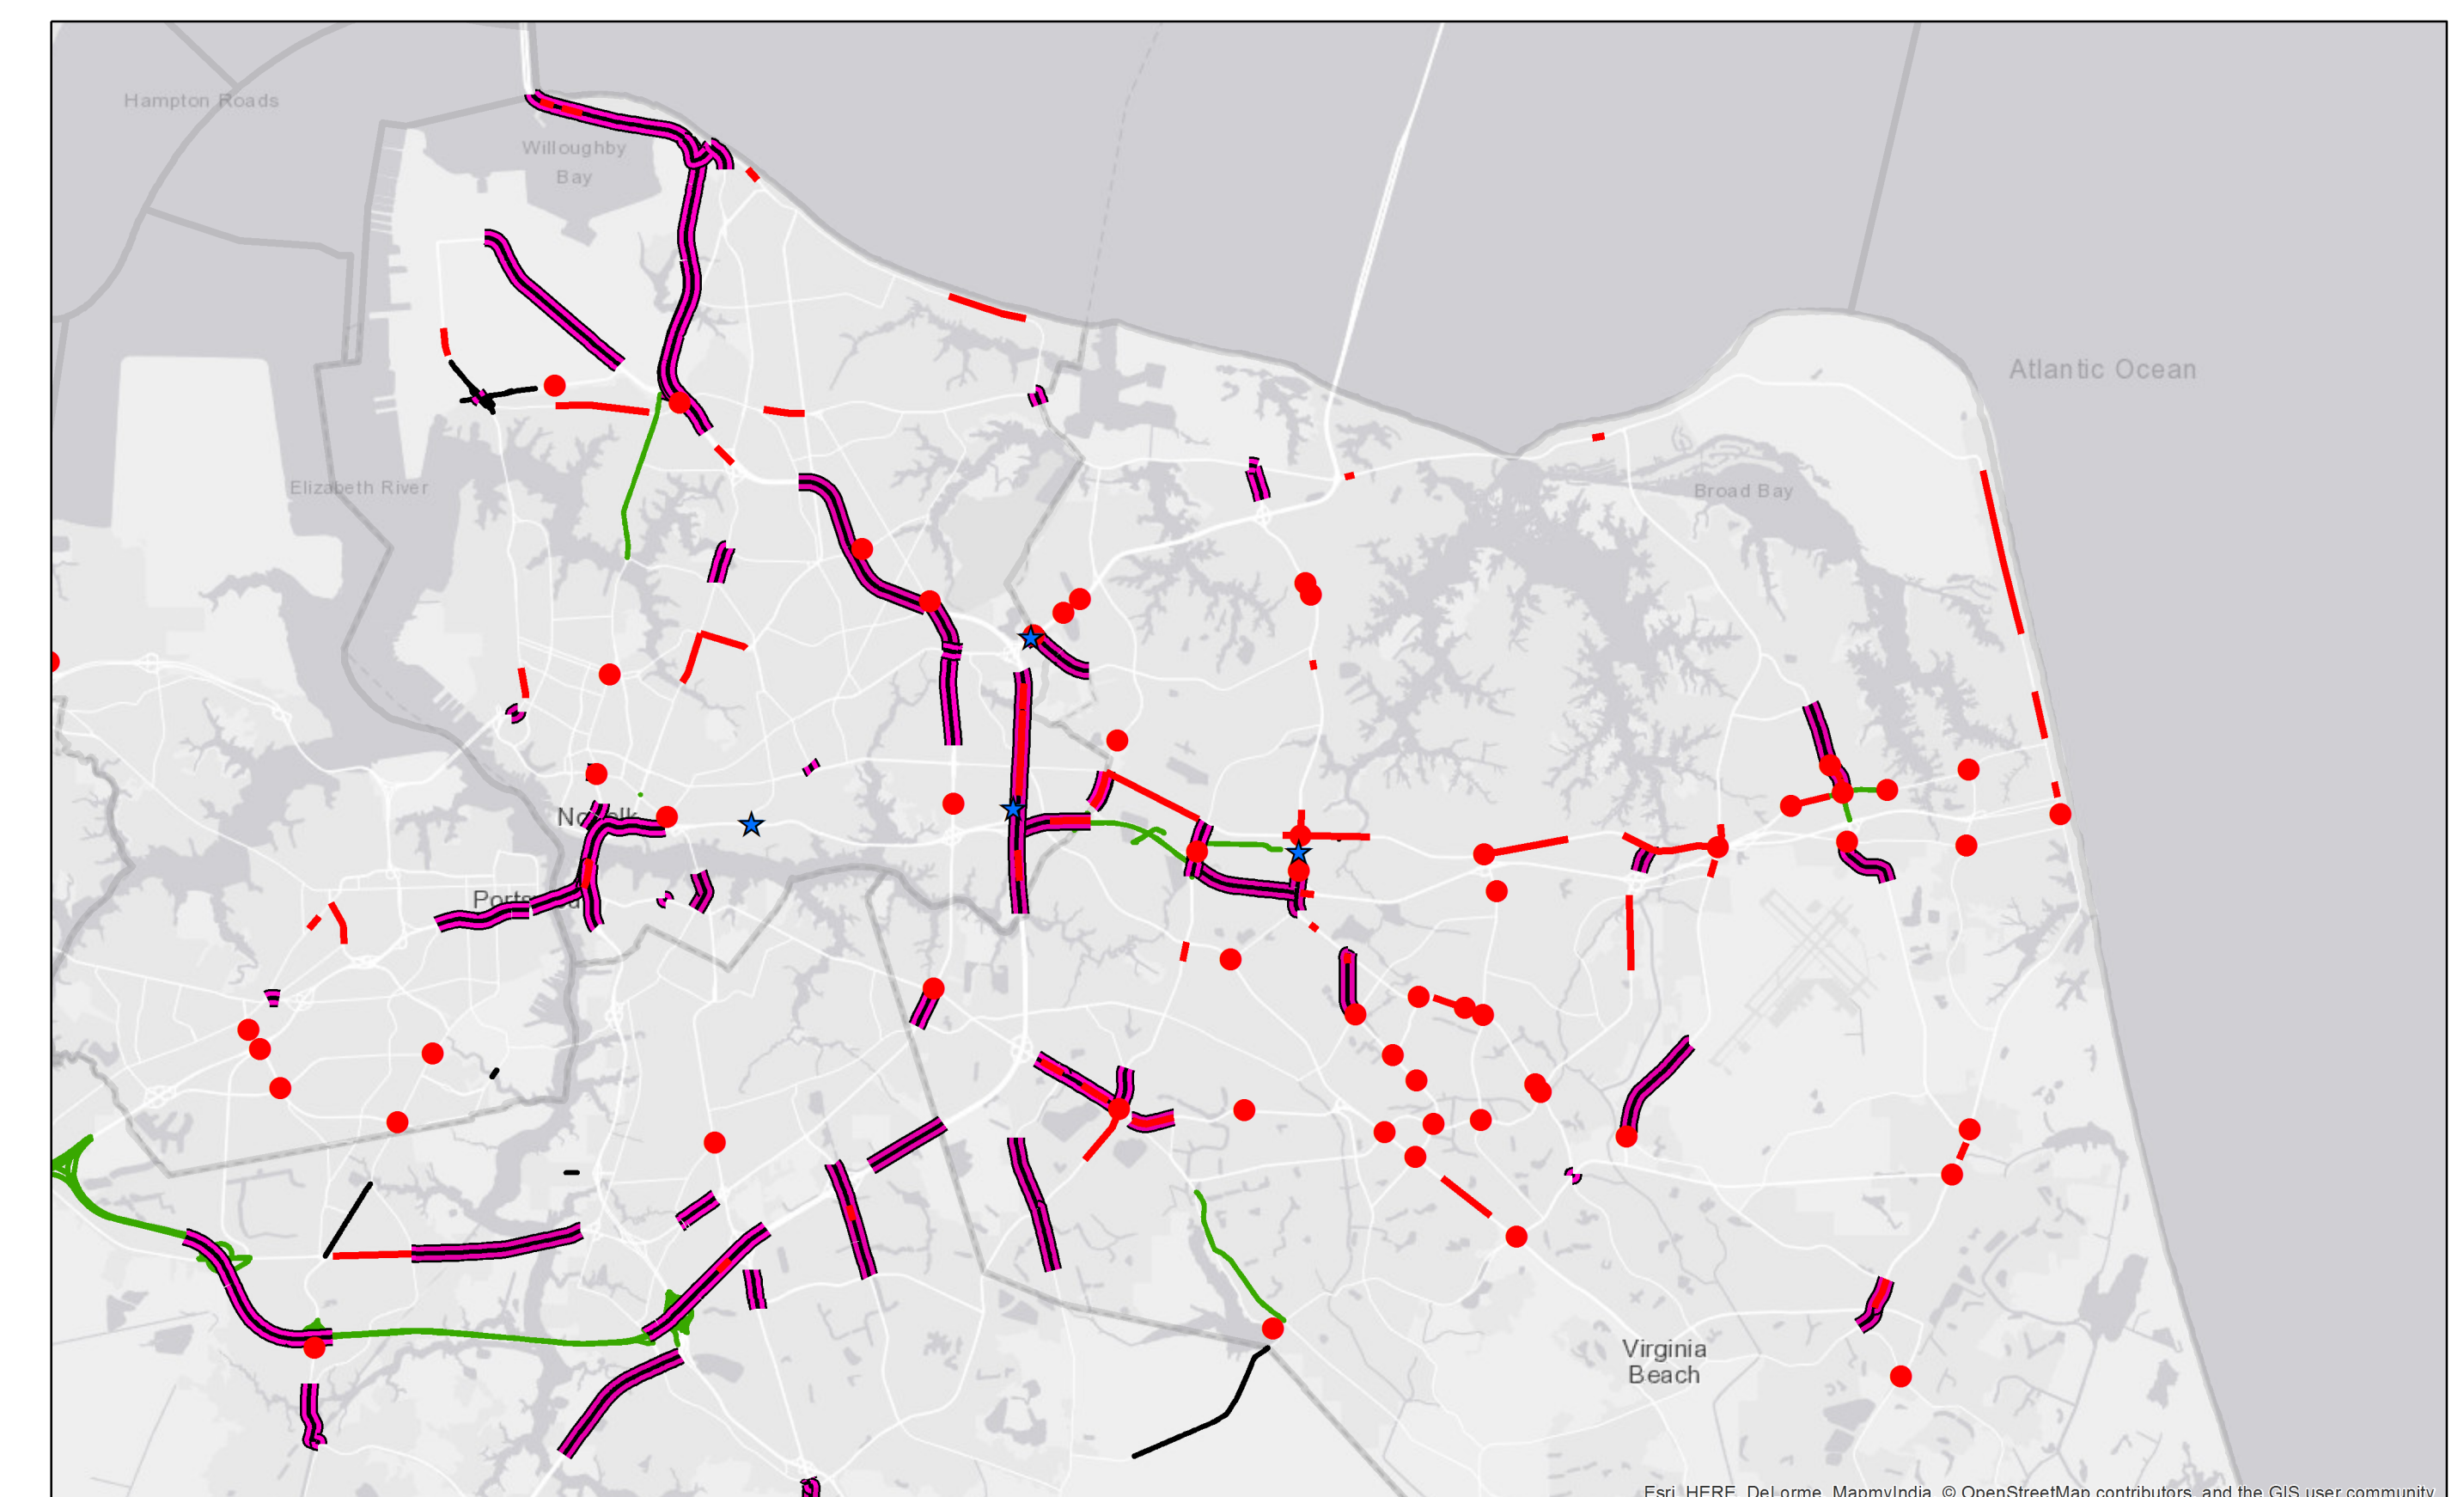 Hampton Roads
Willoughby
Bay
Atlantic Ocean
Elizabeth River
Broad Bay
Norfolk
Virginia
Beach
Esri, HERE, DeLorme, MapmyIndia, © OpenStreetMap contributors, and the GIS user community